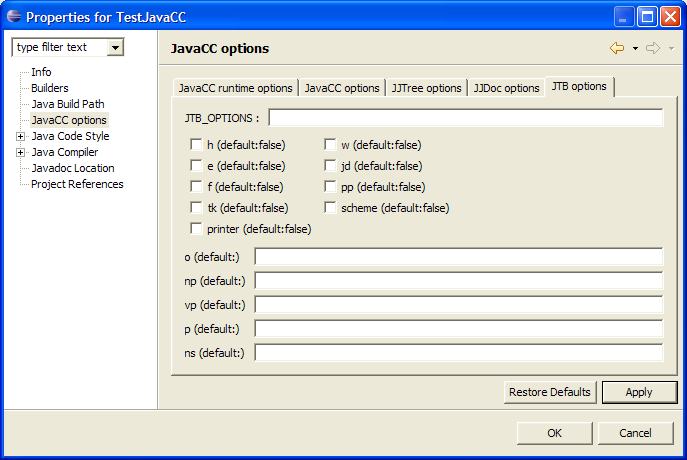 Properties for TestJavaCC
type filter text
JavaCC options
Info
Builders
Java Build Path
JavaCC options
Java Code Style
Java Compiler
Javadoc Location
Project References
JavaCC runtime options JavaCC options JJTree options JJDoc options JTB options
JTB_OPTIONS :
h (default:false) w (default:false)
e (default:false) jd (default:false)
f (default:false) pp (default:false)
tk (default:false) scheme (default:false)
printer (default:false)
o (default:)
np (default:)
vp (default:)
p (default:)
ns (default:)
Restore Defaults Apply
OK Cancel